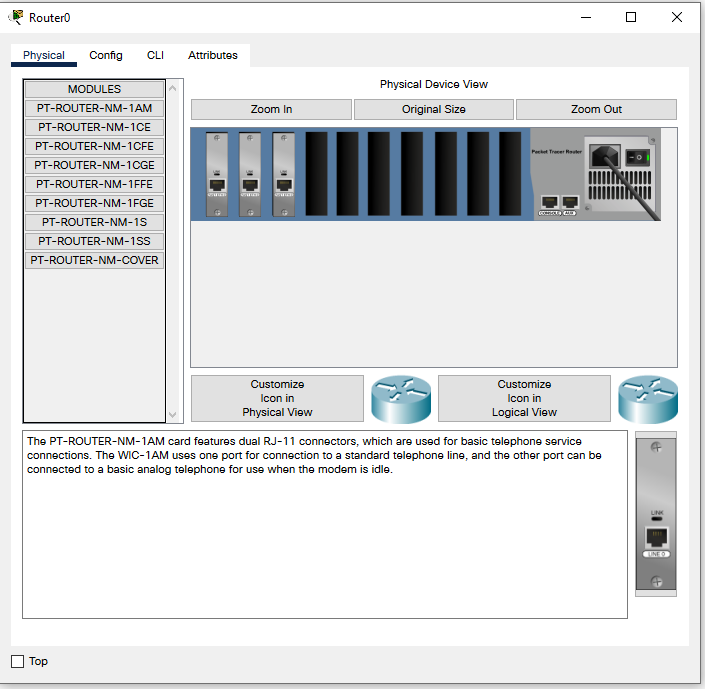 Router0
Physical
Config
CLI
Attributes
MODULES
PT-ROUTER-NM-1AM
PT-ROUTER-NM-1CE
PT-ROUTER-NM-1CFE
PT-ROUTER-NM-1CGE
PT-ROUTER-NM-1FFE
PT-ROUTER-NM-1FGE
PT-ROUTER-NM-1S
PT-ROUTER-NM-1SS
PT-ROUTER-NM-COVER
Physical Device View
Zoom In
Original Size
Zoom Out
Packet Tracer Router
CONSOLE
AUX
Customize
Icon in
Physical View
Customize
Icon in
Logical View
The PT-ROUTER-NM-1AM card features dual RJ-11 connectors, which are used for basic telephone service
connections. The WIC-1AM uses one port for connection to a standard telephone line, and the other port can be
connected to a basic analog telephone for use when the modem is idle.
LINK
LINE 0
Top